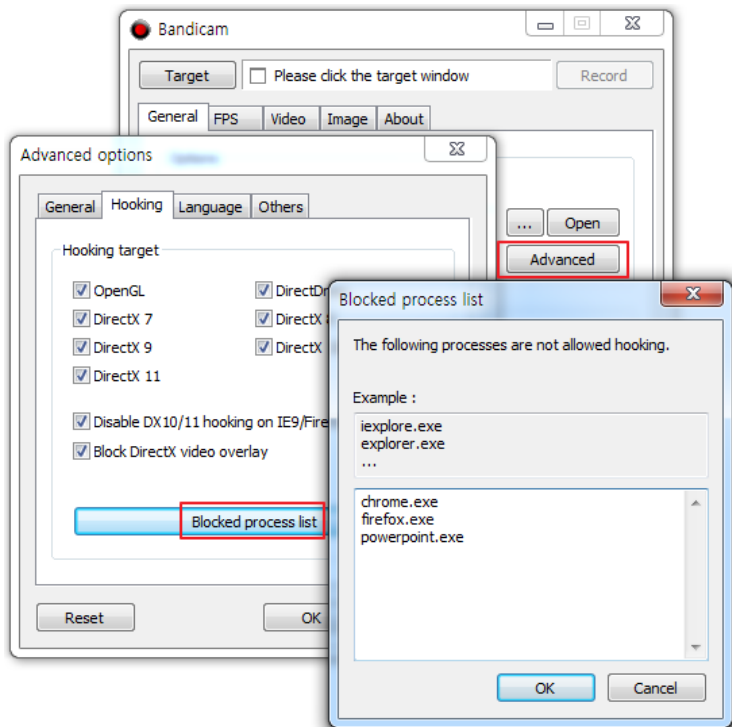 Bandicam
Target
Please click the target window
Record
General FPS Video Image About
Options
... Open
Advanced
Advanced options
General Hooking Language Others
Hooking target
OpenGL
DirectX 7
DirectX 9
DirectX 11
DirectX
DirectX
Disable DX10/11 hooking on
Block DirectX video overlay
Blocked process list
Reset
OK
Blocked process list
The following processes are not allowed hooking.
Example :
iexplore.exe
explorer.exe
...
chrome.exe
firefox.exe
powerpoint.exe
OK Cancel